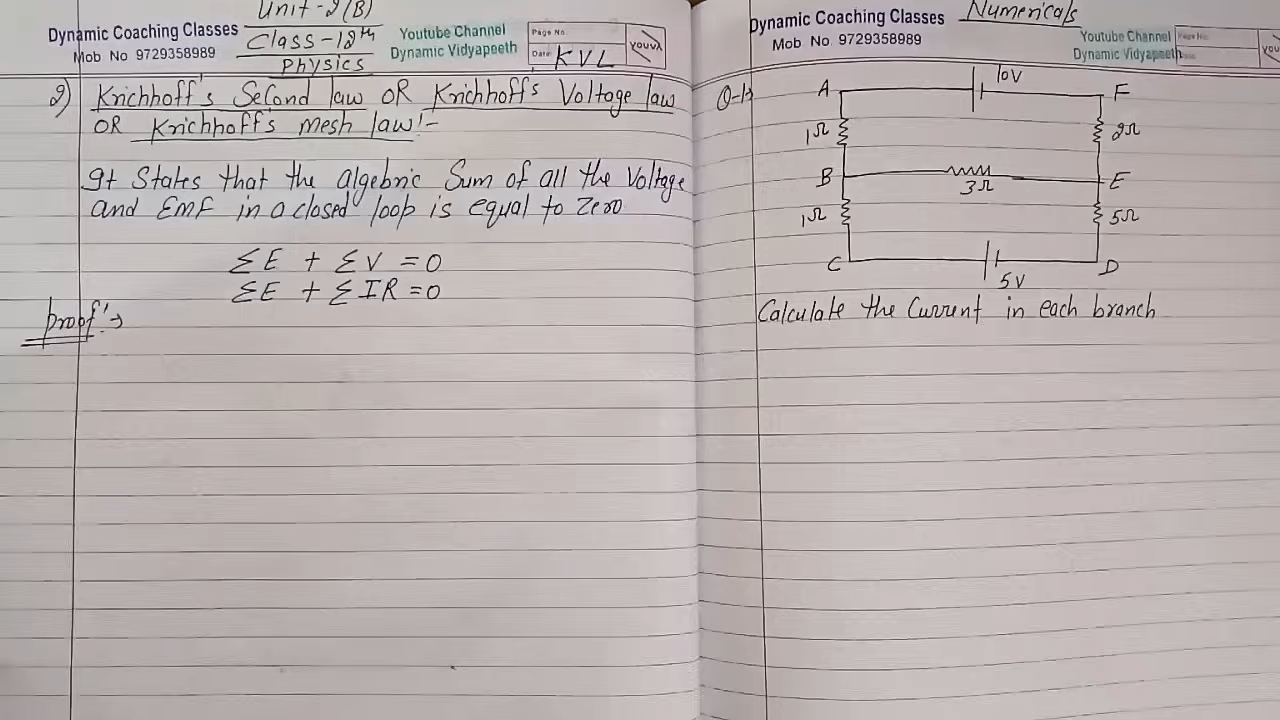 Dynamic Coaching Classes
Mob No 9729358989
Unit-2(B)
Class-12th
Physics
Youtube Channel
Dynamic Vidyapeeth
Page No.
Date: KVL
youva
2) Krichhoff's Second law OR Krichhoff's Voltage law
OR Krichhoff's mesh law:-
It States that the algebric Sum of all the Voltage
and EMF in a closed loop is equal to Zero
ΣE + ΣV = 0
ΣE + ΣIR = 0
Proof:→
Dynamic Coaching Classes
Mob No 9729358989
Numericals
Youtube Channel
Dynamic Vidyapeeth
Page No.
you
Q-1)
A
10V
F
1Ω
2Ω
B
3Ω
E
1Ω
5Ω
C
5V
D
Calculate the Current in each branch